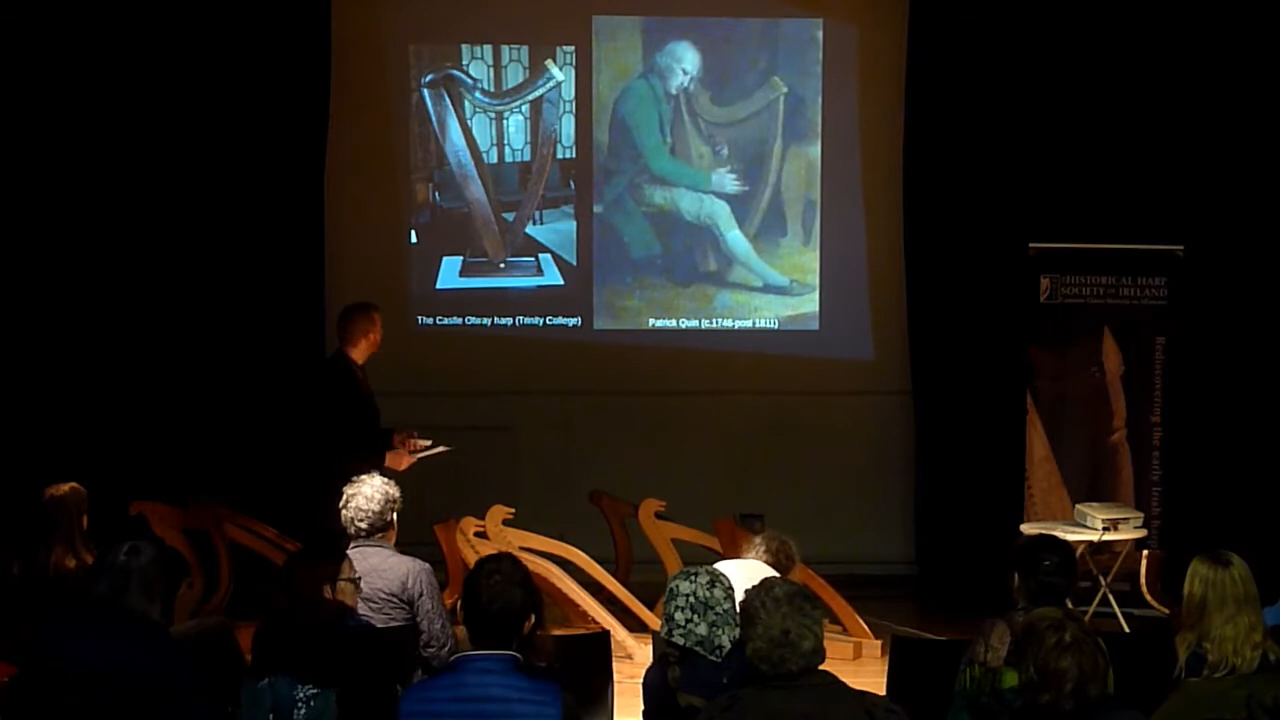 The Castle Otway harp (Trinity College)
Patrick Quin (c.1746-post 1811)
HISTORICAL HARP
SOCIETY OF IRELAND
Rediscovering the early Irish harp